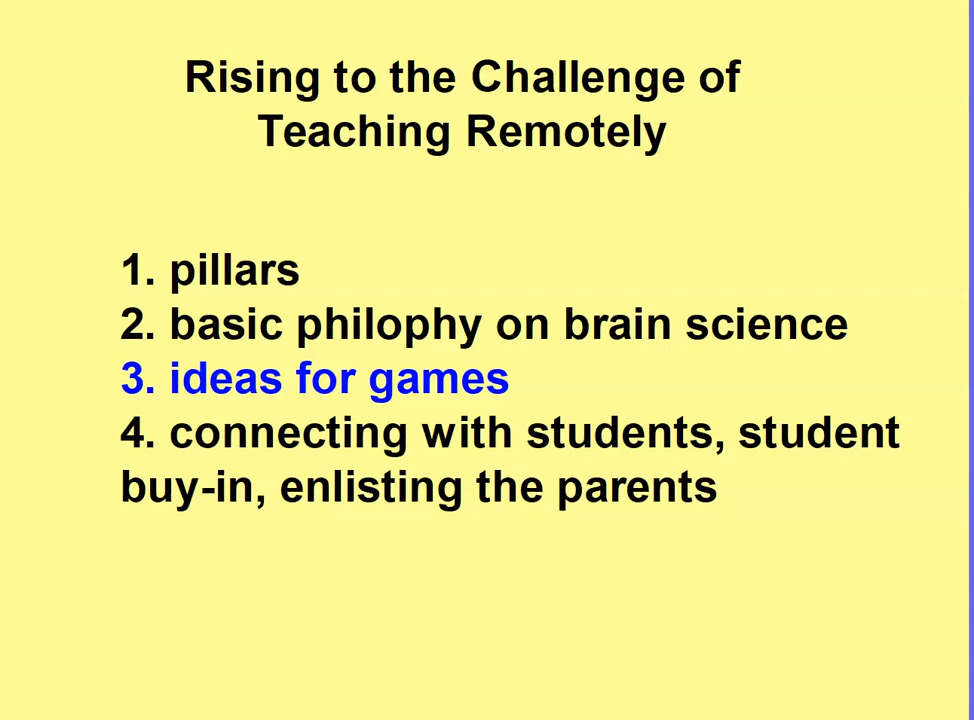 Rising to the Challenge of
Teaching Remotely
1. pillars
2. basic philophy on brain science
3. ideas for games
4. connecting with students, student
buy-in, enlisting the parents